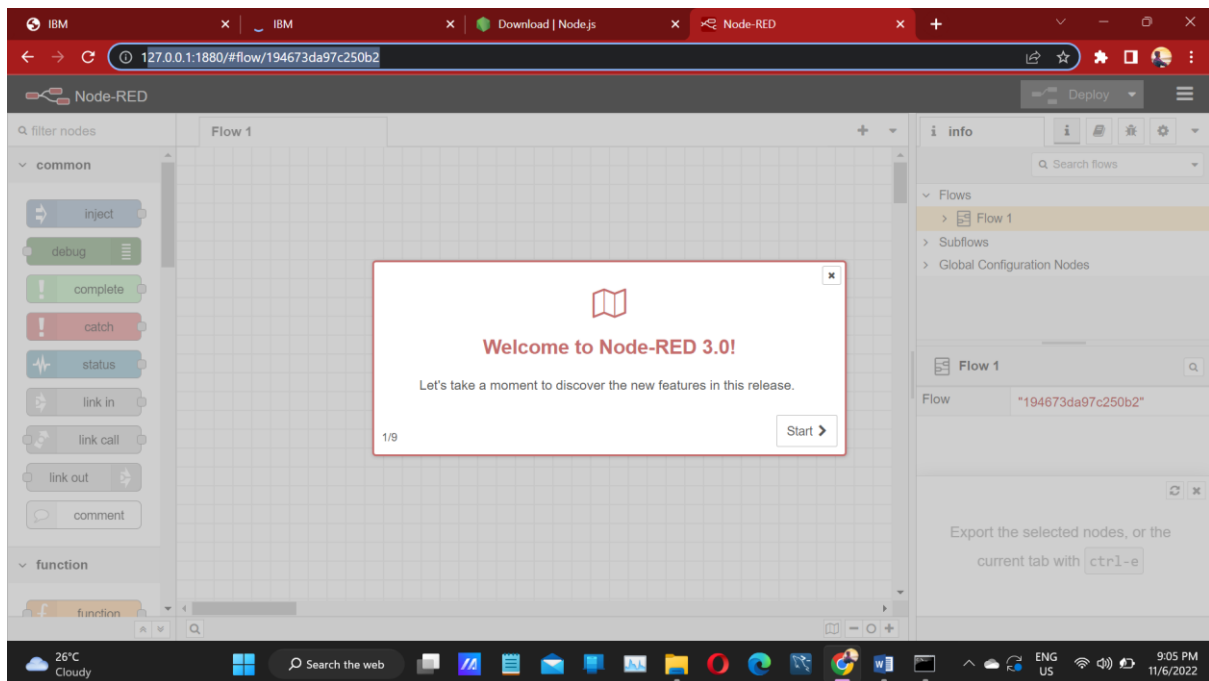 IBM
IBM
Download | Node.js
Node-RED
127.0.0.1:1880/#flow/194673da97c250b2
Node-RED
Deploy
filter nodes
Flow 1
i info
i
Search flows
common
inject
debug
complete
catch
status
link in
link call
link out
comment
function
function
Flows
Flow 1
Subflows
Global Configuration Nodes
Welcome to Node-RED 3.0!
Let's take a moment to discover the new features in this release.
1/9
Start
Flow 1
Flow "194673da97c250b2"
Export the selected nodes, or the
current tab with ctrl-e
26°C
Cloudy
Search the web
ENG
US
9:05 PM
11/6/2022